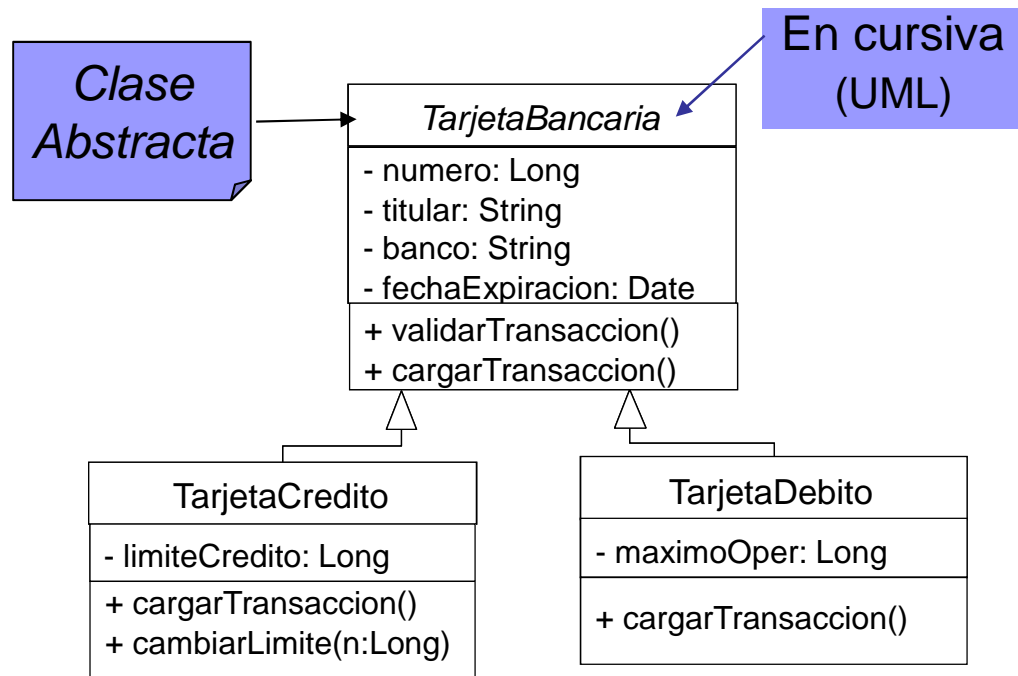 Clase
Abstracta
En cursiva
(UML)
TarjetaBancaria
- numero: Long
- titular: String
- banco: String
- fechaExpiracion: Date
+ validarTransaccion()
+ cargarTransaccion()
TarjetaCredito
- limiteCredito: Long
+ cargarTransaccion()
+ cambiarLimite(n:Long)
TarjetaDebito
- maximoOper: Long
+ cargarTransaccion()